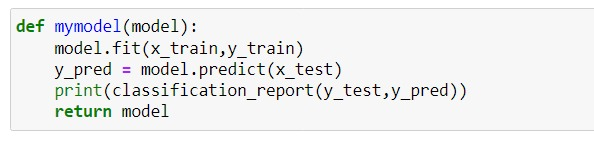 def mymodel(model):
    model.fit(x_train,y_train)
    y_pred = model.predict(x_test)
    print(classification_report(y_test,y_pred))
    return model